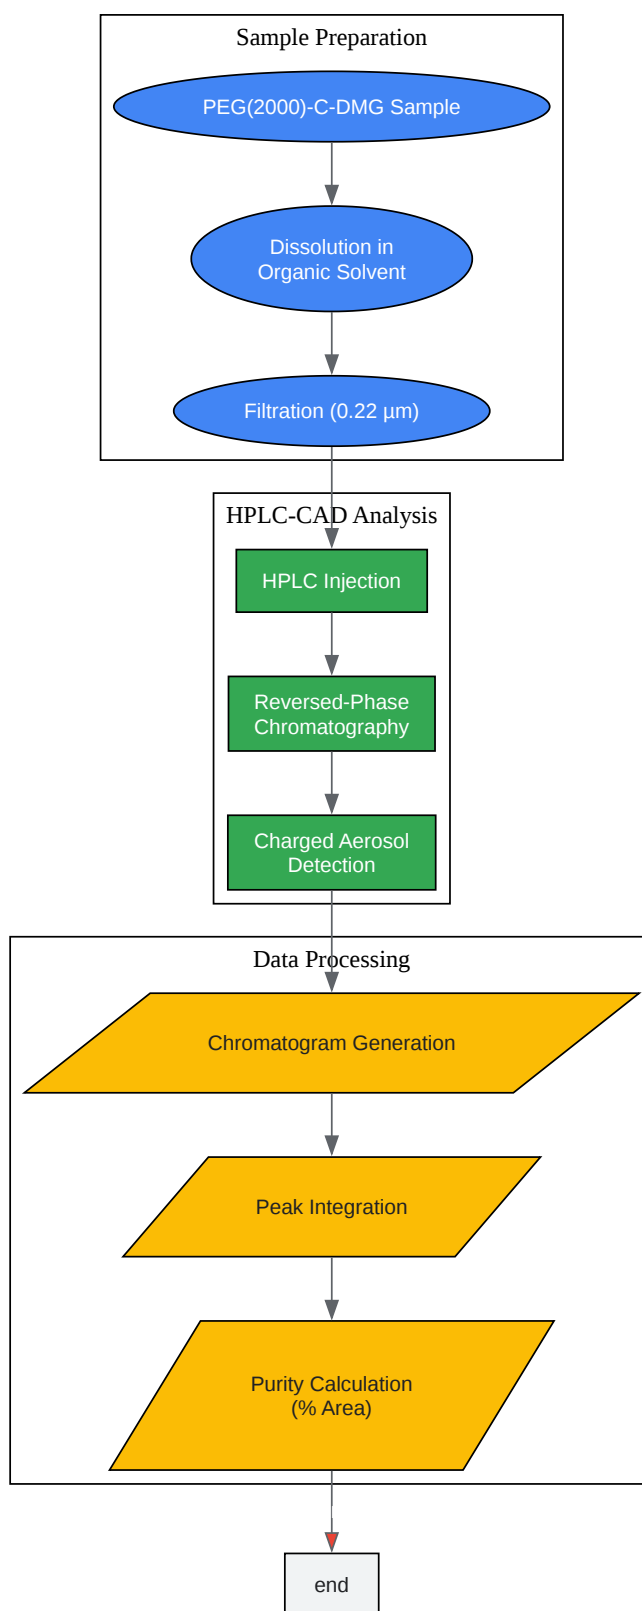 Sample Preparation
PEG(2000)-C-DMG Sample
Dissolution in
Organic Solvent
Filtration (0.22 µm)
HPLC-CAD Analysis
HPLC Injection
Reversed-Phase
Chromatography
Charged Aerosol
Detection
Data Processing
Chromatogram Generation
Peak Integration
Purity Calculation
(% Area)
end